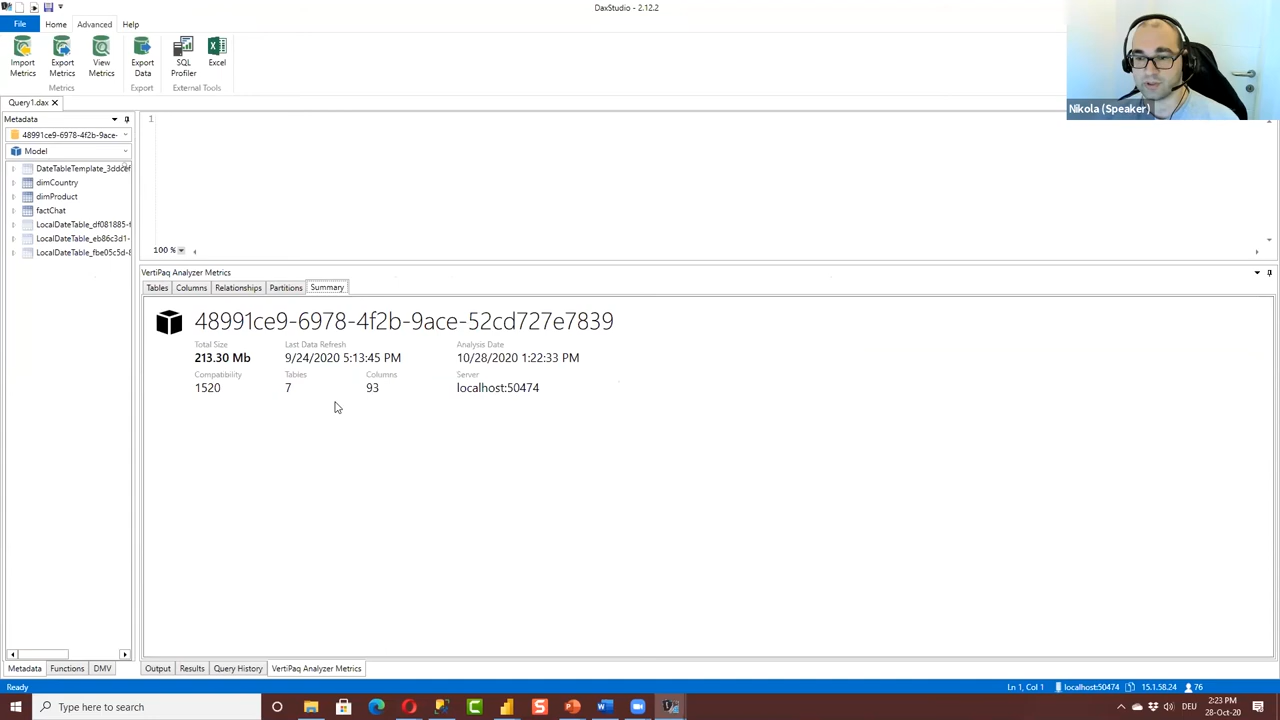 DaxStudio - 2.12.2
File Home Advanced Help
Import Metrics
Export Metrics
View Metrics
Export Data
SQL Profiler
Excel
Metrics
Export
External Tools
Query1.dax
Metadata
48991ce9-6978-4f2b-9ace-
Model
DateTableTemplate_3ddcef
dimCountry
dimProduct
factChat
LocalDateTable_df081885-f
LocalDateTable_eb86c3d1-
LocalDateTable_fbe05c5d-8
1
100 %
Nikola (Speaker)
VertiPaq Analyzer Metrics
Tables Columns Relationships Partitions Summary
48991ce9-6978-4f2b-9ace-52cd727e7839
Total Size Last Data Refresh Analysis Date
213.30 Mb 9/24/2020 5:13:45 PM 10/28/2020 1:22:33 PM
Compatibility Tables Columns Server
1520 7 93 localhost:50474
Metadata Functions DMV
Output Results Query History VertiPaq Analyzer Metrics
Ready Ln 1, Col 1 localhost:50474 15.1.58.24 76
Type here to search
DEU
2:23 PM
28-Oct-20